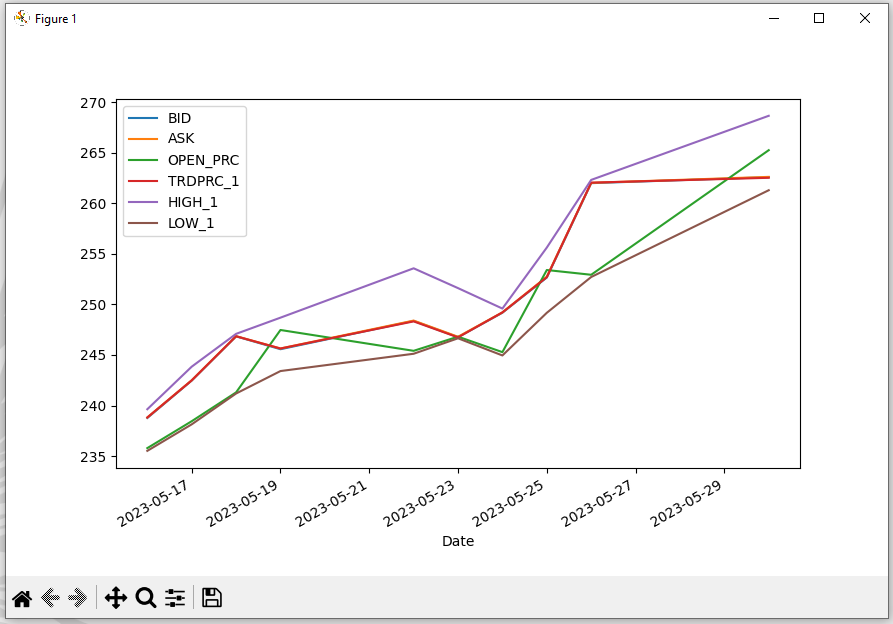 Figure 1
270
265
260
255
250
245
240
235
BID
ASK
OPEN_PRC
TRDPRC_1
HIGH_1
LOW_1
2023-05-17
2023-05-19
2023-05-21
2023-05-23
2023-05-25
2023-05-27
2023-05-29
Date